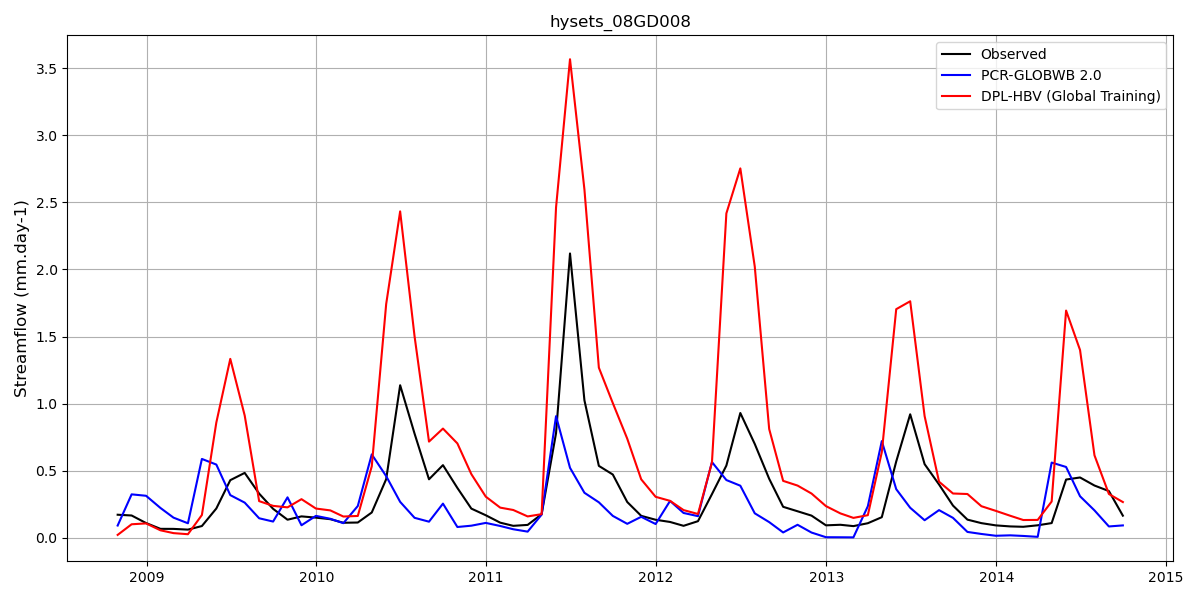 hysets_08GD008
Observed
PCR-GLOBWB 2.0
DPL-HBV (Global Training)
Streamflow (mm.day-1)
3.5
3.0
2.5
2.0
1.5
1.0
0.5
0.0
2009 2010 2011 2012 2013 2014 2015